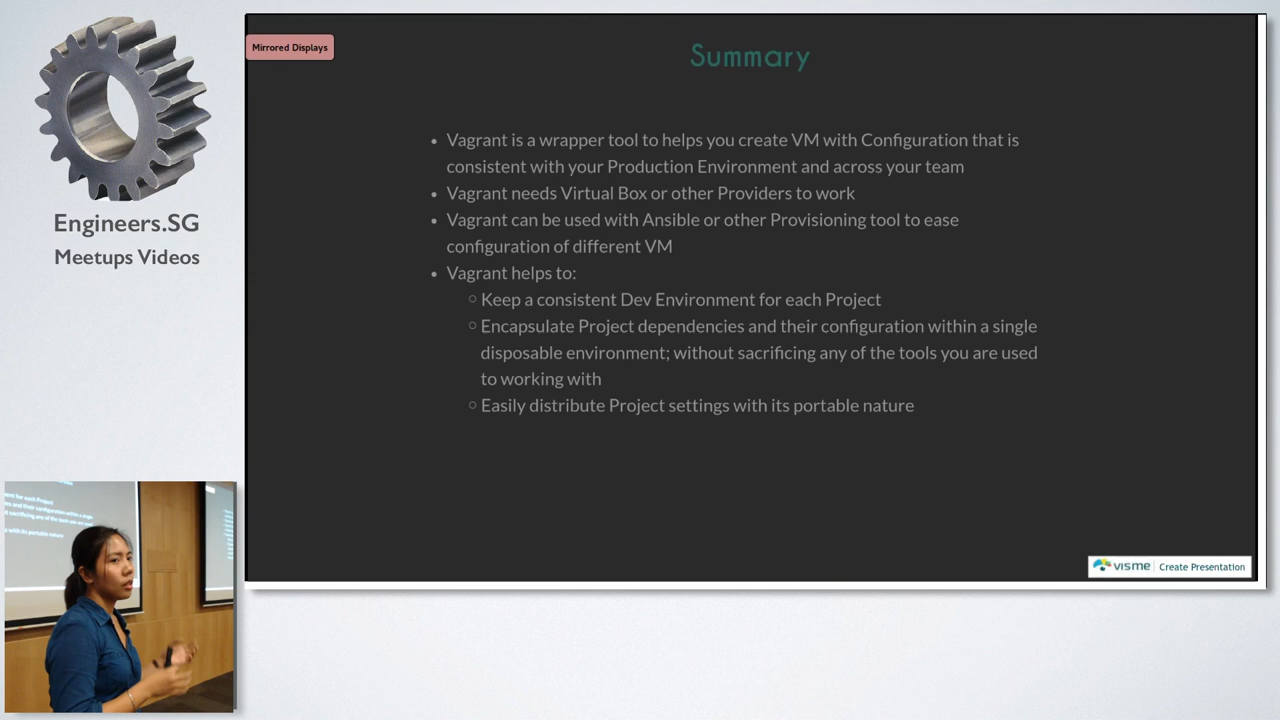 Engineers.SG
Meetups Videos
Mirrored Displays
Summary
• Vagrant is a wrapper tool to helps you create VM with Configuration that is
consistent with your Production Environment and across your team
• Vagrant needs Virtual Box or other Providers to work
• Vagrant can be used with Ansible or other Provisioning tool to ease
configuration of different VM
• Vagrant helps to:
○ Keep a consistent Dev Environment for each Project
○ Encapsulate Project dependencies and their configuration within a single
disposable environment; without sacrificing any of the tools you are used
to working with
○ Easily distribute Project settings with its portable nature
visme Create Presentation